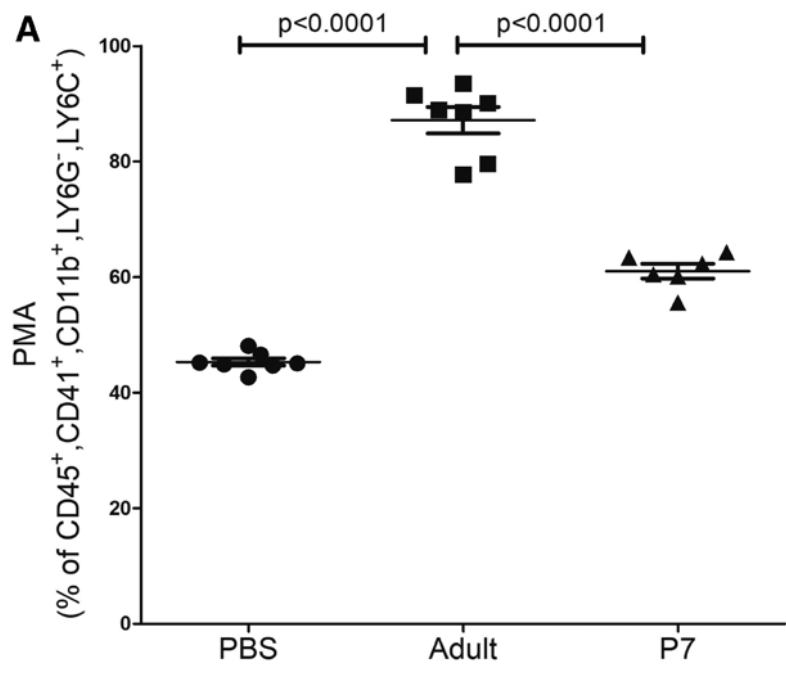 A
p<0.0001 p<0.0001
100
80
60
40
20
0
PMA
(% of CD45⁺,CD41⁺,CD11b⁺,LY6G⁻,LY6C⁺)
PBS Adult P7